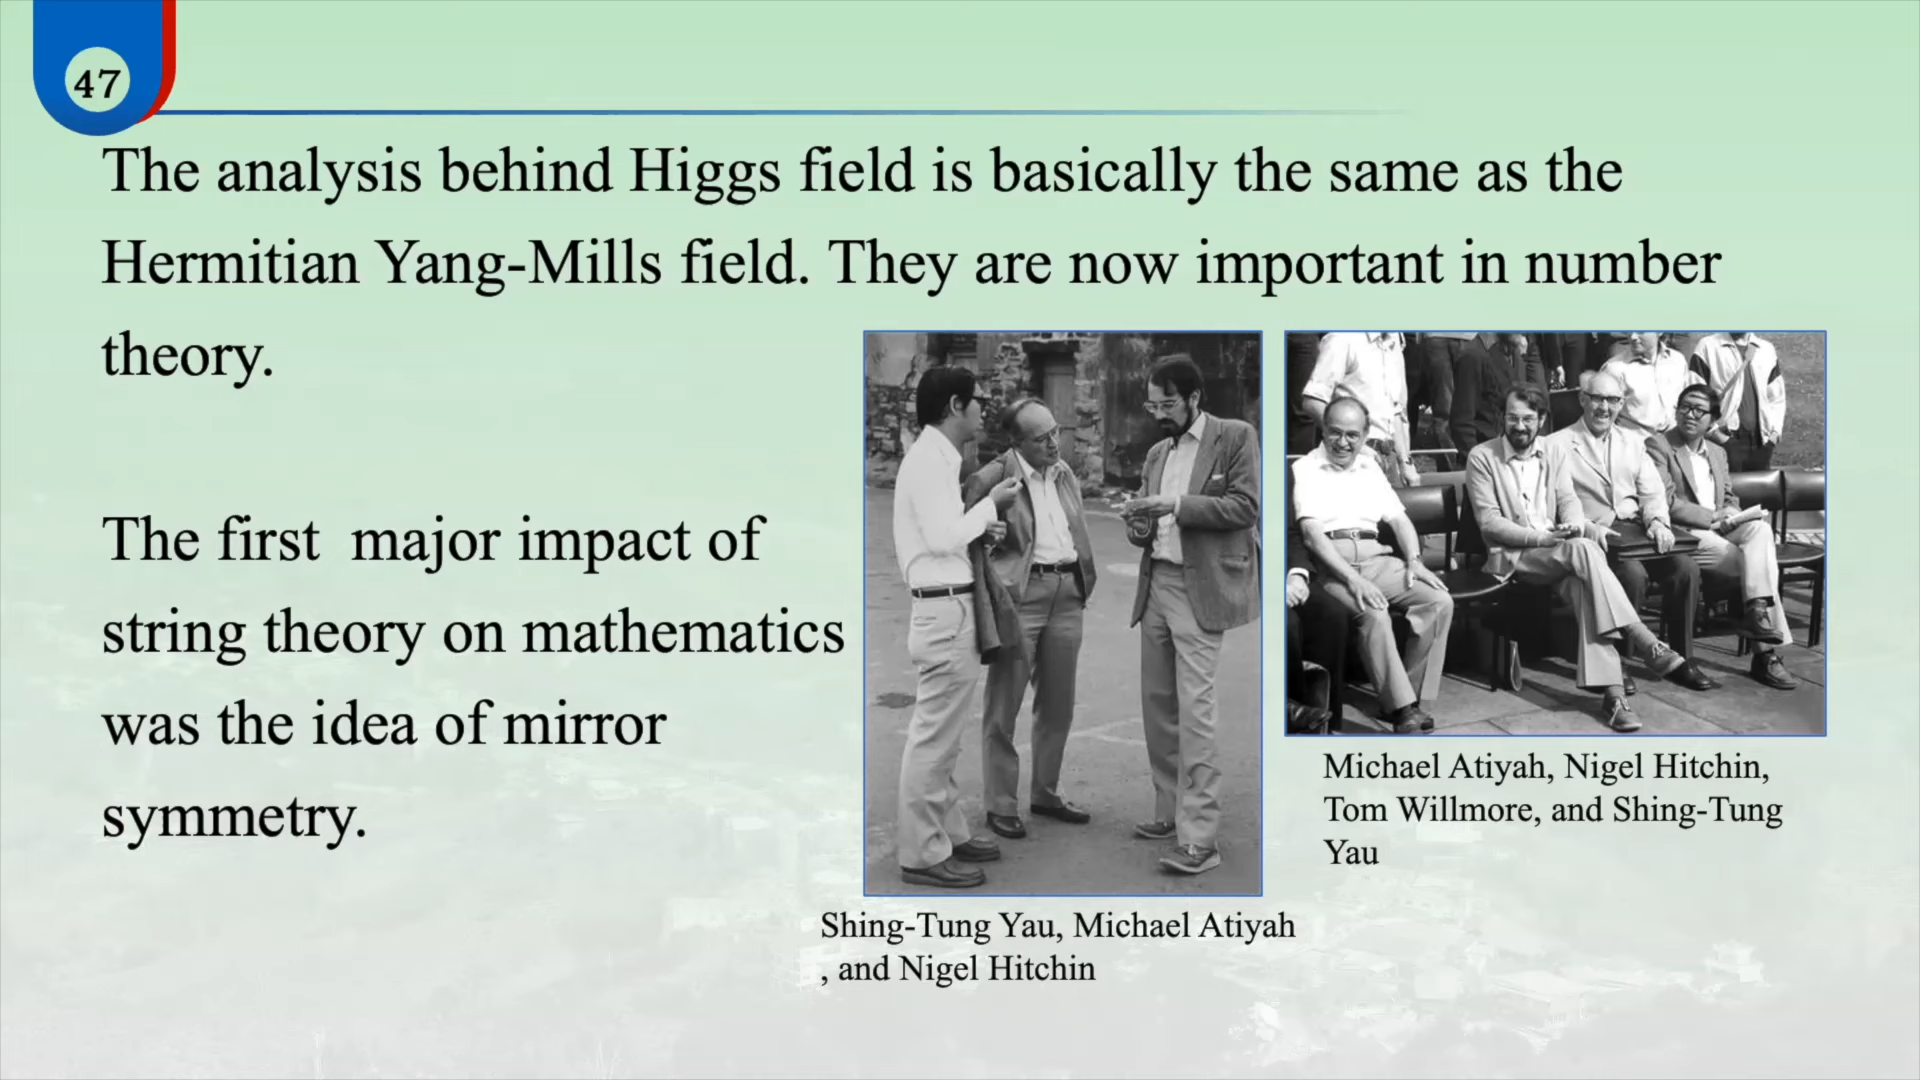 47
The analysis behind Higgs field is basically the same as the
Hermitian Yang-Mills field. They are now important in number
theory.
The first major impact of
string theory on mathematics
was the idea of mirror
symmetry.
Michael Atiyah, Nigel Hitchin,
Tom Willmore, and Shing-Tung
Yau
Shing-Tung Yau, Michael Atiyah
, and Nigel Hitchin